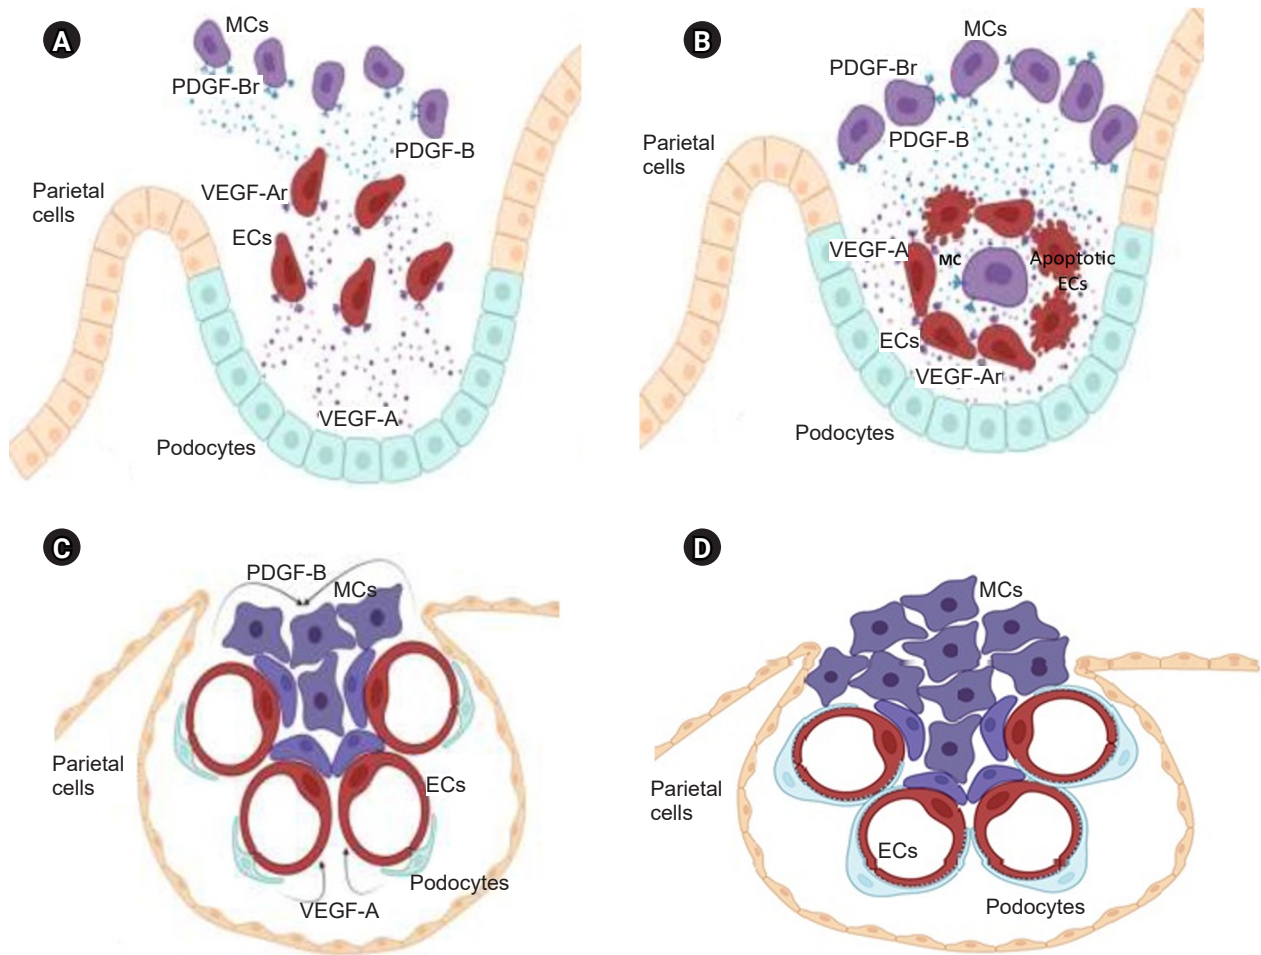 A
MCs
PDGF-Br
PDGF-B
Parietal
cells
VEGF-Ar
ECs
VEGF-A
Podocytes
B
MCs
PDGF-Br
PDGF-B
Parietal
cells
VEGF-A
MC
Apoptotic
ECs
ECs
VEGF-Ar
Podocytes
C
PDGF-B
MCs
Parietal
cells
ECs
Podocytes
VEGF-A
D
MCs
Parietal
cells
ECs
Podocytes